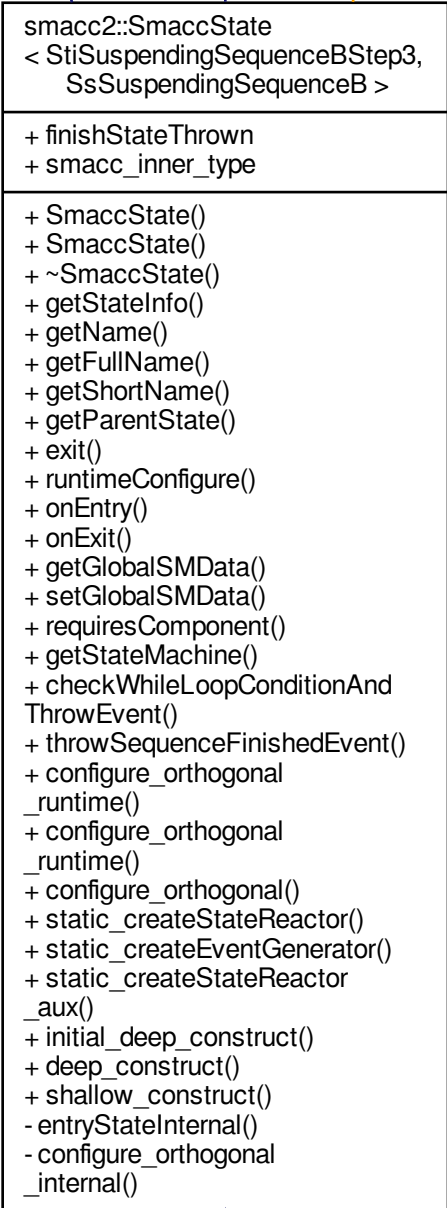 smacc2::SmaccState
< StiSuspendingSequenceBStep3,
SsSuspendingSequenceB >
+ finishStateThrown
+ smacc_inner_type
+ SmaccState()
+ SmaccState()
+ ~SmaccState()
+ getStateInfo()
+ getName()
+ getFullName()
+ getShortName()
+ getParentState()
+ exit()
+ runtimeConfigure()
+ onEntry()
+ onExit()
+ getGlobalSMData()
+ setGlobalSMData()
+ requiresComponent()
+ getStateMachine()
+ checkWhileLoopConditionAnd
ThrowEvent()
+ throwSequenceFinishedEvent()
+ configure_orthogonal
_runtime()
+ configure_orthogonal
_runtime()
+ configure_orthogonal()
+ static_createStateReactor()
+ static_createEventGenerator()
+ static_createStateReactor
_aux()
+ initial_deep_construct()
+ deep_construct()
+ shallow_construct()
- entryStateInternal()
- configure_orthogonal
_internal()